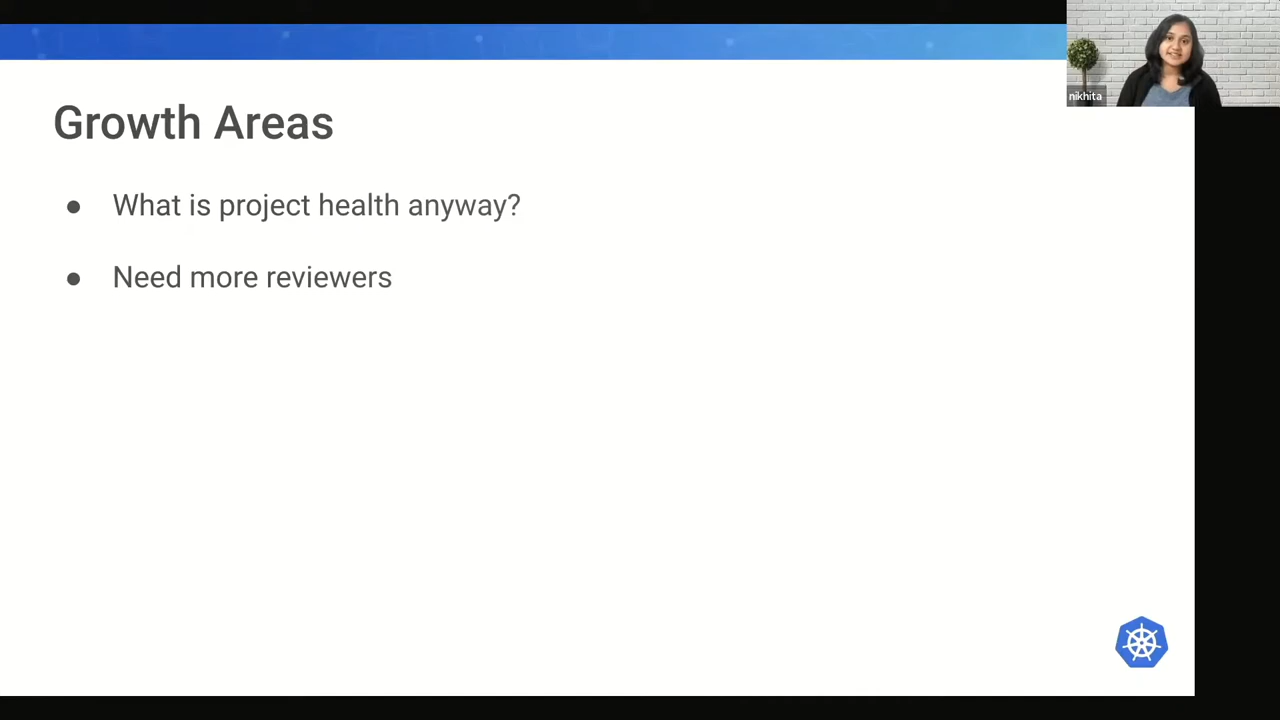 nikhita
Growth Areas
● What is project health anyway?
● Need more reviewers